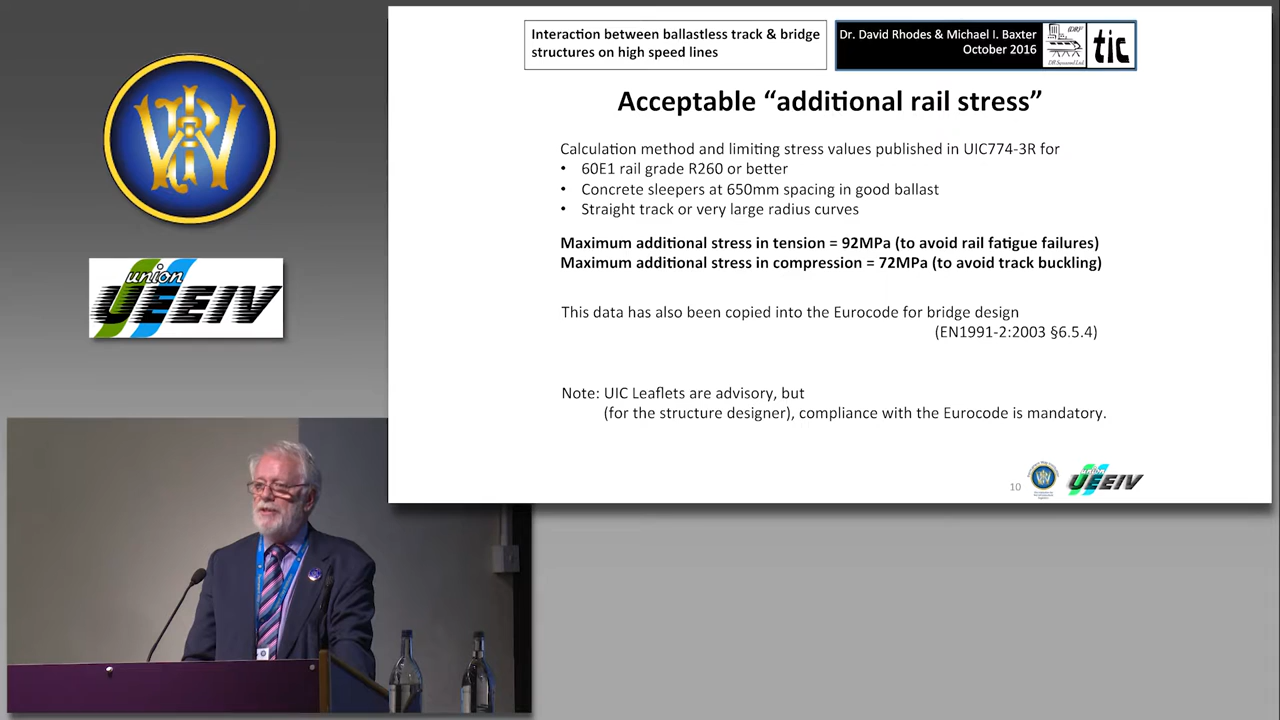 Interaction between ballastless track & bridge
structures on high speed lines
Dr. David Rhodes & Michael I. Baxter
October 2016
tic
Acceptable “additional rail stress”
Calculation method and limiting stress values published in UIC774-3R for
• 60E1 rail grade R260 or better
• Concrete sleepers at 650mm spacing in good ballast
• Straight track or very large radius curves
Maximum additional stress in tension = 92MPa (to avoid rail fatigue failures)
Maximum additional stress in compression = 72MPa (to avoid track buckling)
This data has also been copied into the Eurocode for bridge design
(EN1991-2:2003 §6.5.4)
Note: UIC Leaflets are advisory, but
(for the structure designer), compliance with the Eurocode is mandatory.
10
union
UEEIV
union
UEEIV